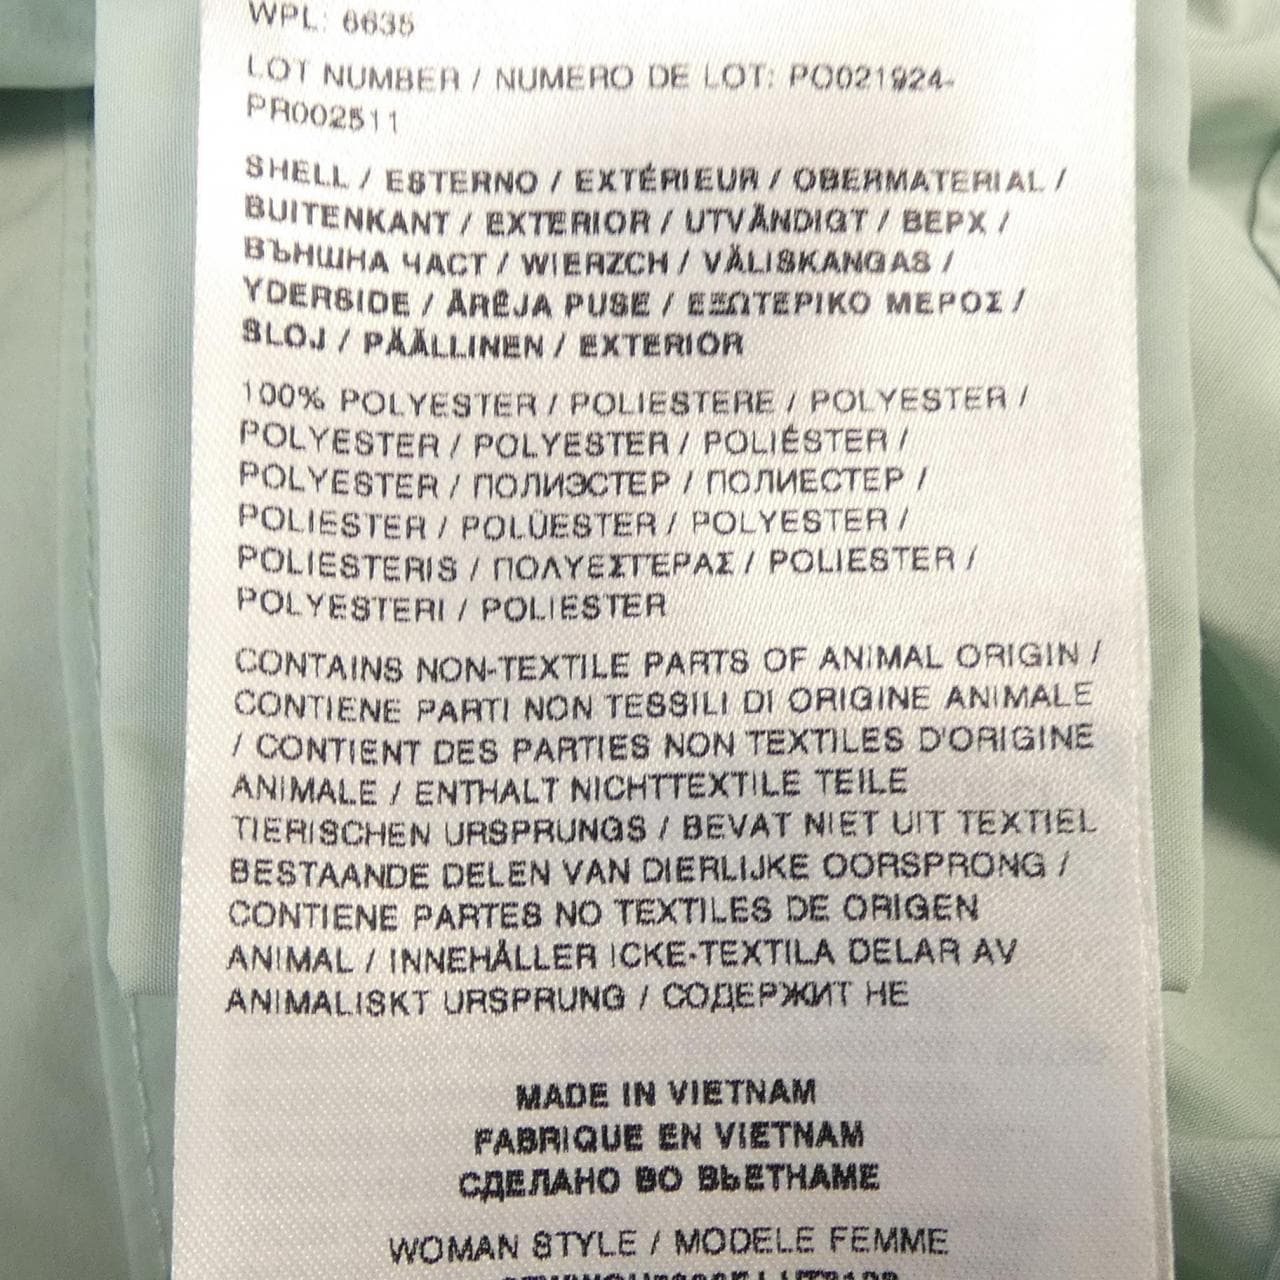 WPL: 6635
LOT NUMBER / NUMERO DE LOT: PO021924-
PR002511
SHELL / ESTERNO / EXTÉRIEUR / OBERMATERIAL /
BUITENKANT / EXTERIOR / UTVÄNDIGT / ВЕРХ /
ВЪНШНА ЧАСТ / WIERZCH / VÄLISKANGAS /
YDERSIDE / ĀRĒJA PUSE / ΕΞΩΤΕΡΙΚΟ ΜΕΡΟΣ /
SLOJ / PÄÄLLINEN / EXTERIOR
100% POLYESTER / POLIESTERE / POLYESTER /
POLYESTER / POLYESTER / POLIÉSTER /
POLYESTER / ПОЛИЭСТЕР / ПОЛИЕСТЕР /
POLIESTER / POLÜESTER / POLYESTER /
POLIESTERIS / ΠΟΛΥΕΣΤΕΡΑΣ / POLIESTER /
POLYESTERI / POLIESTER
CONTAINS NON-TEXTILE PARTS OF ANIMAL ORIGIN /
CONTIENE PARTI NON TESSILI DI ORIGINE ANIMALE
/ CONTIENT DES PARTIES NON TEXTILES D'ORIGINE
ANIMALE / ENTHALT NICHTTEXTILE TEILE
TIERISCHEN URSPRUNGS / BEVAT NIET UIT TEXTIEL
BESTAANDE DELEN VAN DIERLIJKE OORSPRONG /
CONTIENE PARTES NO TEXTILES DE ORIGEN
ANIMAL / INNEHÅLLER ICKE-TEXTILA DELAR AV
ANIMALISKT URSPRUNG / СОДЕРЖИТ НЕ
MADE IN VIETNAM
FABRIQUE EN VIETNAM
СДЕЛАНО ВО ВЬЕТНАМЕ
WOMAN STYLE / MODELE FEMME